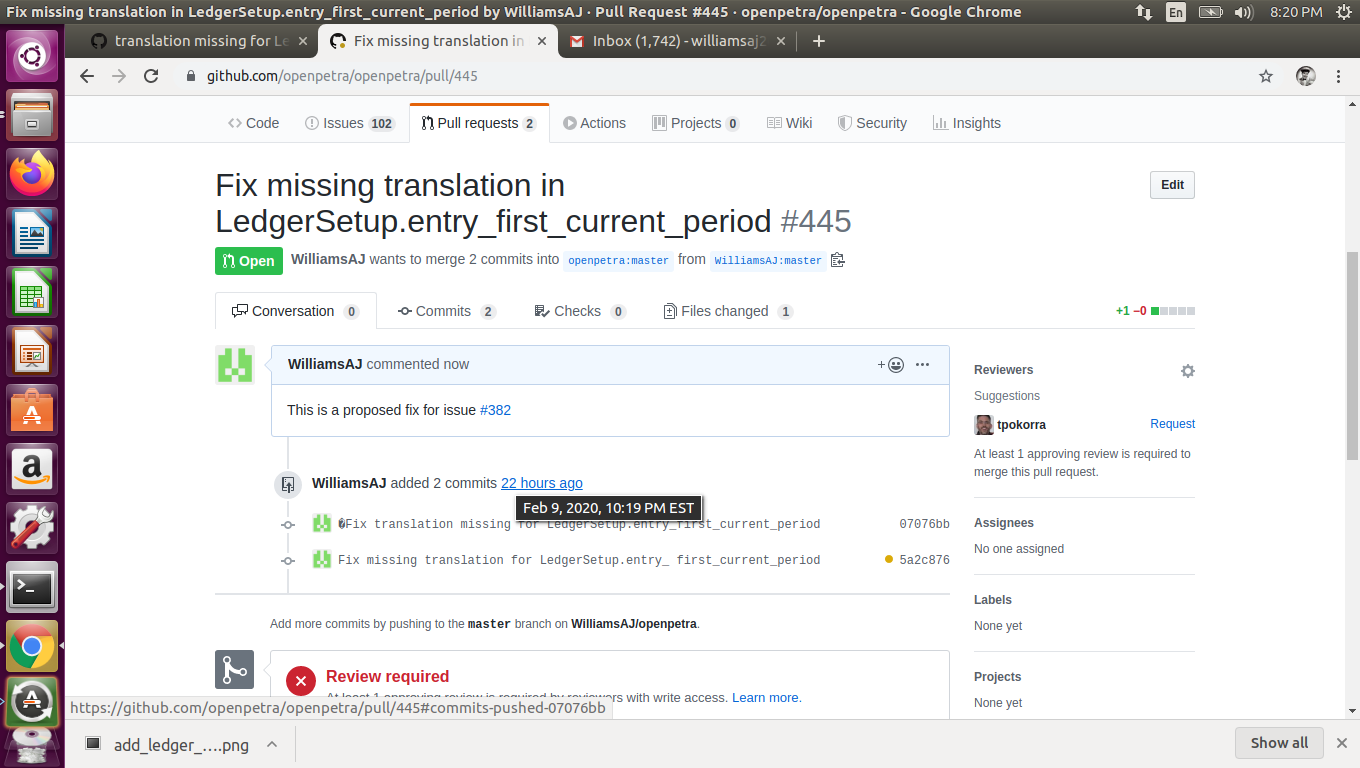 Fix missing translation in LedgerSetup.entry_first_current_period by WilliamsAJ · Pull Request #445 · openpetra/openpetra - Google Chrome
En
8:20 PM
translation missing for Le
Fix missing translation in
Inbox (1,742) - williamsaj2
github.com/openpetra/openpetra/pull/445
Code
Issues 102
Pull requests 2
Actions
Projects 0
Wiki
Security
Insights
Fix missing translation in
LedgerSetup.entry_first_current_period #445
Edit
Open
WilliamsAJ wants to merge 2 commits into openpetra:master from WilliamsAJ:master
Conversation 0
Commits 2
Checks 0
Files changed 1
+1 −0
WilliamsAJ commented now
This is a proposed fix for issue #382
WilliamsAJ added 2 commits 22 hours ago
Feb 9, 2020, 10:19 PM EST
�Fix translation missing for LedgerSetup.entry_first_current_period
07076bb
Fix missing translation for LedgerSetup.entry_ first_current_period
5a2c876
Add more commits by pushing to the master branch on WilliamsAJ/openpetra.
Review required
At least 1 approving review is required by reviewers with write access. Learn more.
Reviewers
Suggestions
tpokorra
Request
At least 1 approving review is required to
merge this pull request.
Assignees
No one assigned
Labels
None yet
Projects
None yet
https://github.com/openpetra/openpetra/pull/445#commits-pushed-07076bb
add_ledger_....png
Show all